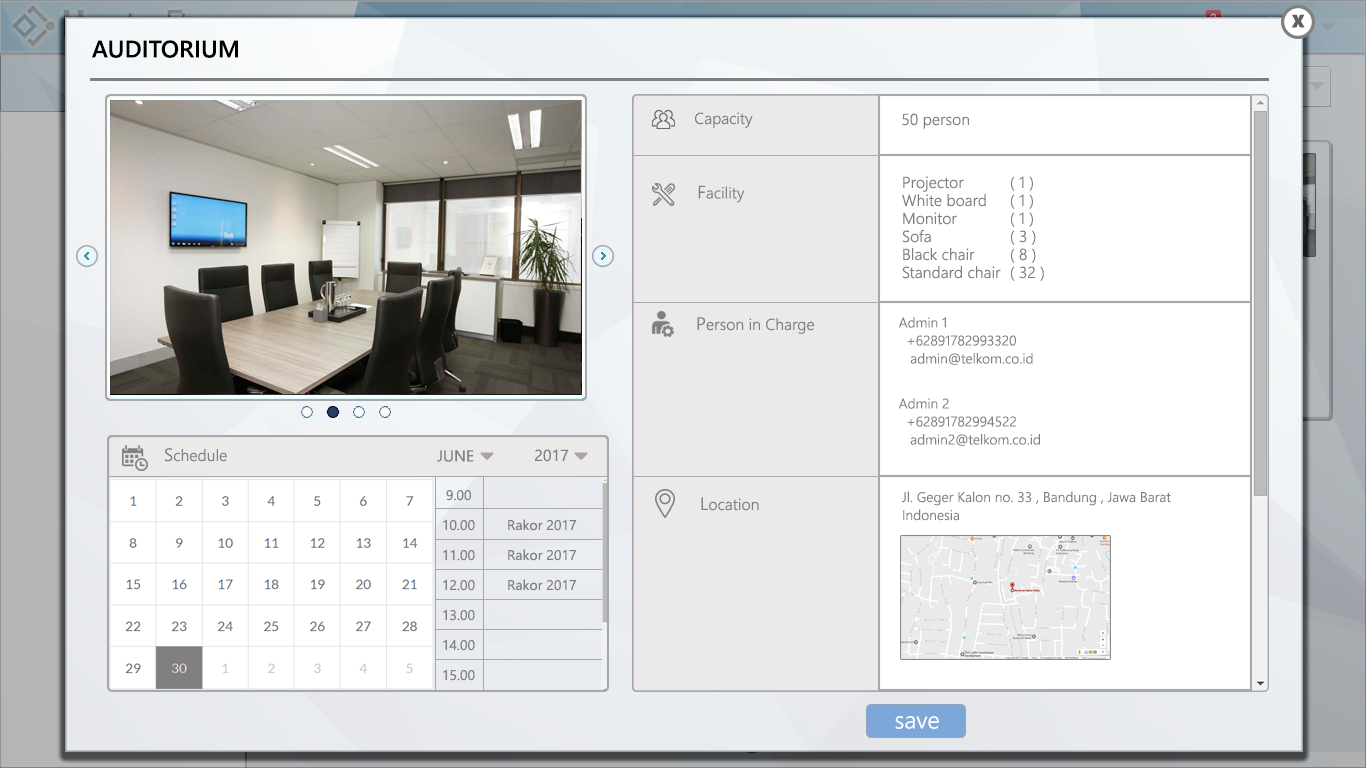 AUDITORIUM
X
Capacity
50 person
Facility
Projector ( 1 )
White board ( 1 )
Monitor ( 1 )
Sofa ( 3 )
Black chair ( 8 )
Standard chair ( 32 )
Person in Charge
Admin 1
+62891782993320
admin@telkom.co.id
Admin 2
+62891782994522
admin2@telkom.co.id
Location
Jl. Geger Kalon no. 33 , Bandung , Jawa Barat
Indonesia
Schedule JUNE 2017
1 2 3 4 5 6 7
8 9 10 11 12 13 14
15 16 17 18 19 20 21
22 23 24 25 26 27 28
29 30 1 2 3 4 5
9.00
10.00 Rakor 2017
11.00 Rakor 2017
12.00 Rakor 2017
13.00
14.00
15.00
save